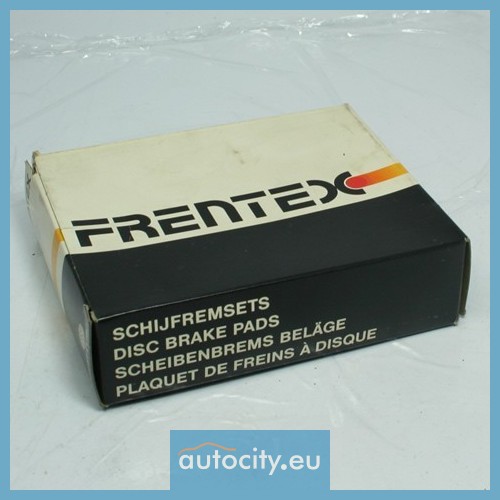 FRENTEX
SCHIJFREMSETS
DISC BRAKE PADS
SCHEIBENBREMS BELÄGE
PLAQUET DE FREINS À DISQUE
autocity.eu